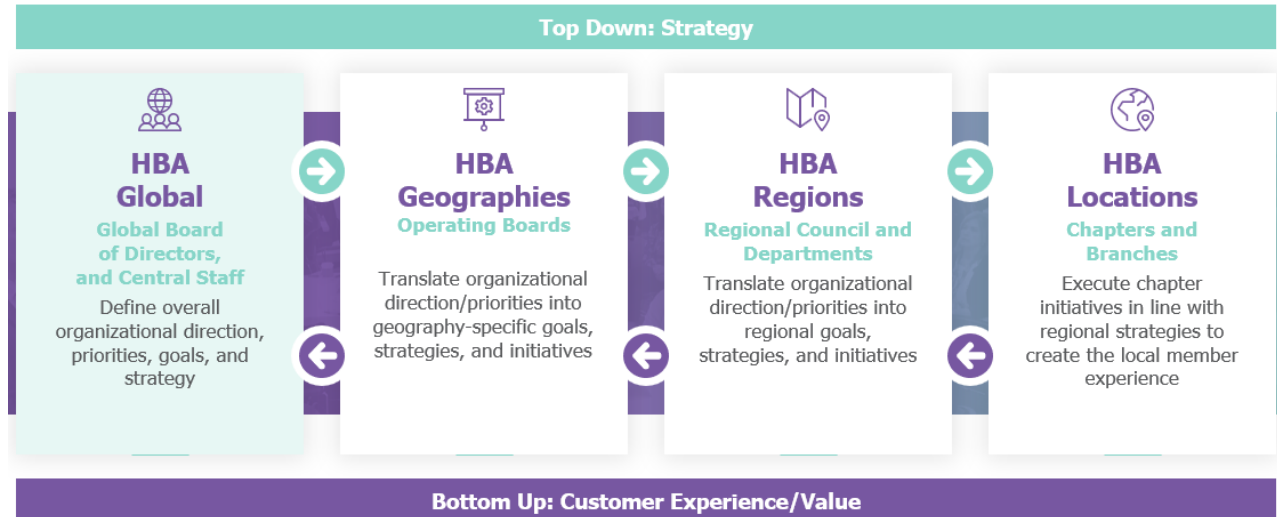 Top Down: Strategy
HBA
Global
Global Board
of Directors,
and Central Staff
Define overall
organizational direction,
priorities, goals, and
strategy
HBA
Geographies
Operating Boards
Translate organizational
direction/priorities into
geography-specific goals,
strategies, and initiatives
HBA
Regions
Regional Council and
Departments
Translate organizational
direction/priorities into
regional goals,
strategies, and initiatives
HBA
Locations
Chapters and
Branches
Execute chapter
initiatives in line with
regional strategies to
create the local member
experience
Bottom Up: Customer Experience/Value